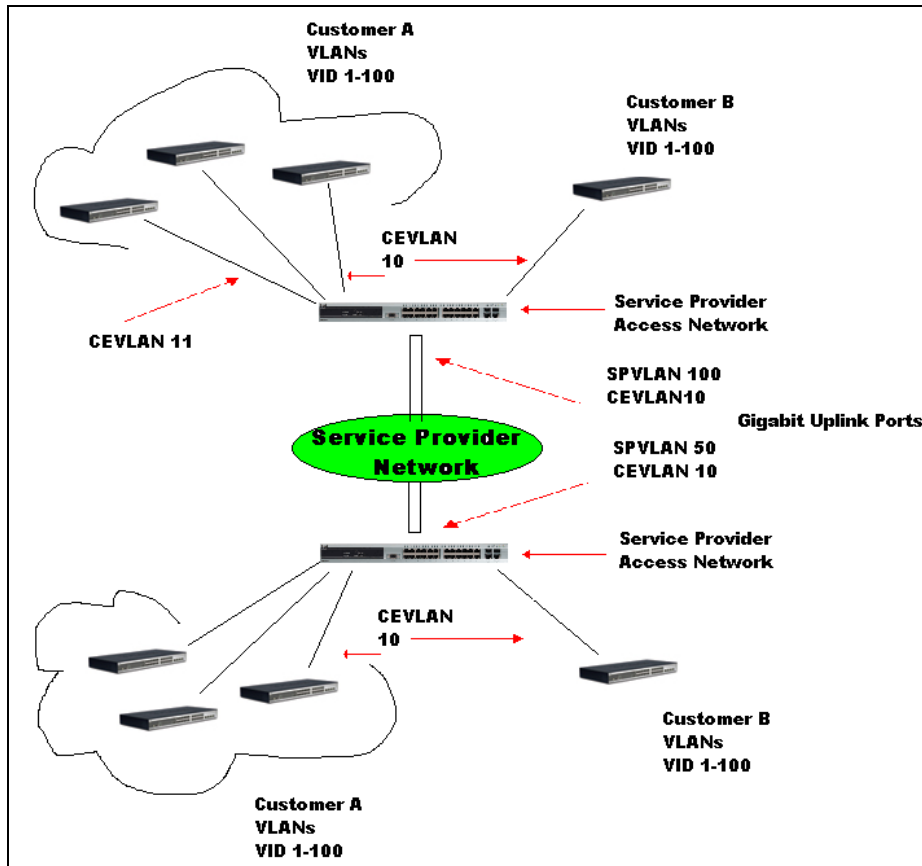 Customer A
VLANs
VID 1-100
Customer B
VLANs
VID 1-100
CEVLAN
10
CEVLAN 11
Service Provider
Access Network
SPVLAN 100
CEVLAN10
Gigabit Uplink Ports
Service Provider
Network
SPVLAN 50
CEVLAN 10
Service Provider
Access Network
CEVLAN
10
Customer B
VLANs
VID 1-100
Customer A
VLANs
VID 1-100